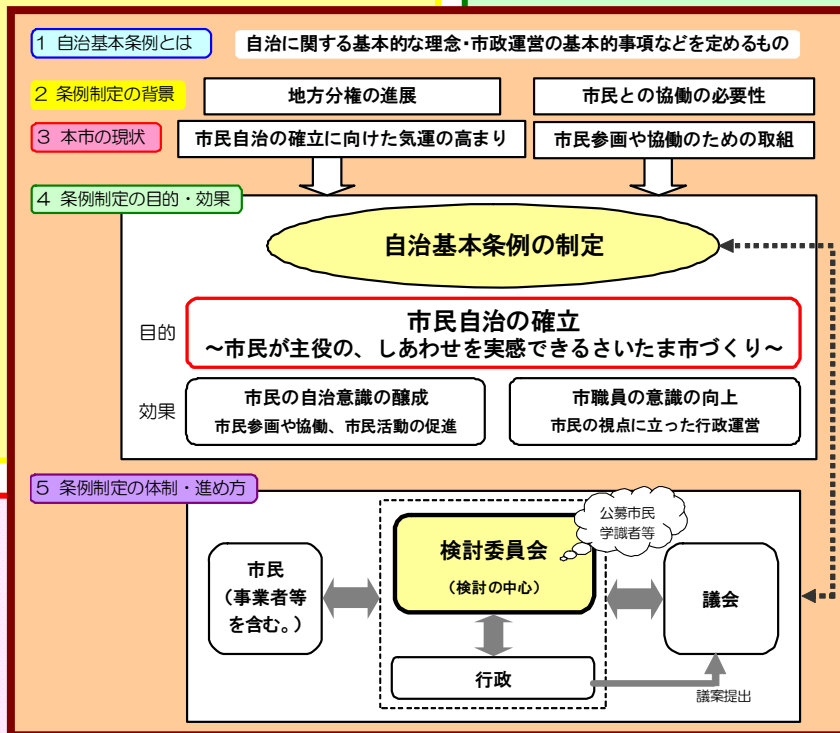 1 自治基本条例とは
自治に関する基本的な理念・市政運営の基本的事項などを定めるもの
2 条例制定の背景
地方分権の進展
市民との協働の必要性
3 本市の現状
市民自治の確立に向けた気運の高まり
市民参画や協働のための取組
4 条例制定の目的・効果
自治基本条例の制定
目的
市民自治の確立
～市民が主役の、しあわせを実感できるさいたま市づくり～
効果
市民の自治意識の醸成
市民参画や協働、市民活動の促進
市職員の意識の向上
市民の視点に立った行政運営
5 条例制定の体制・進め方
公募市民
学識者等
検討委員会
（検討の中心）
市民
（事業者等
を含む。）
議会
行政
議案提出